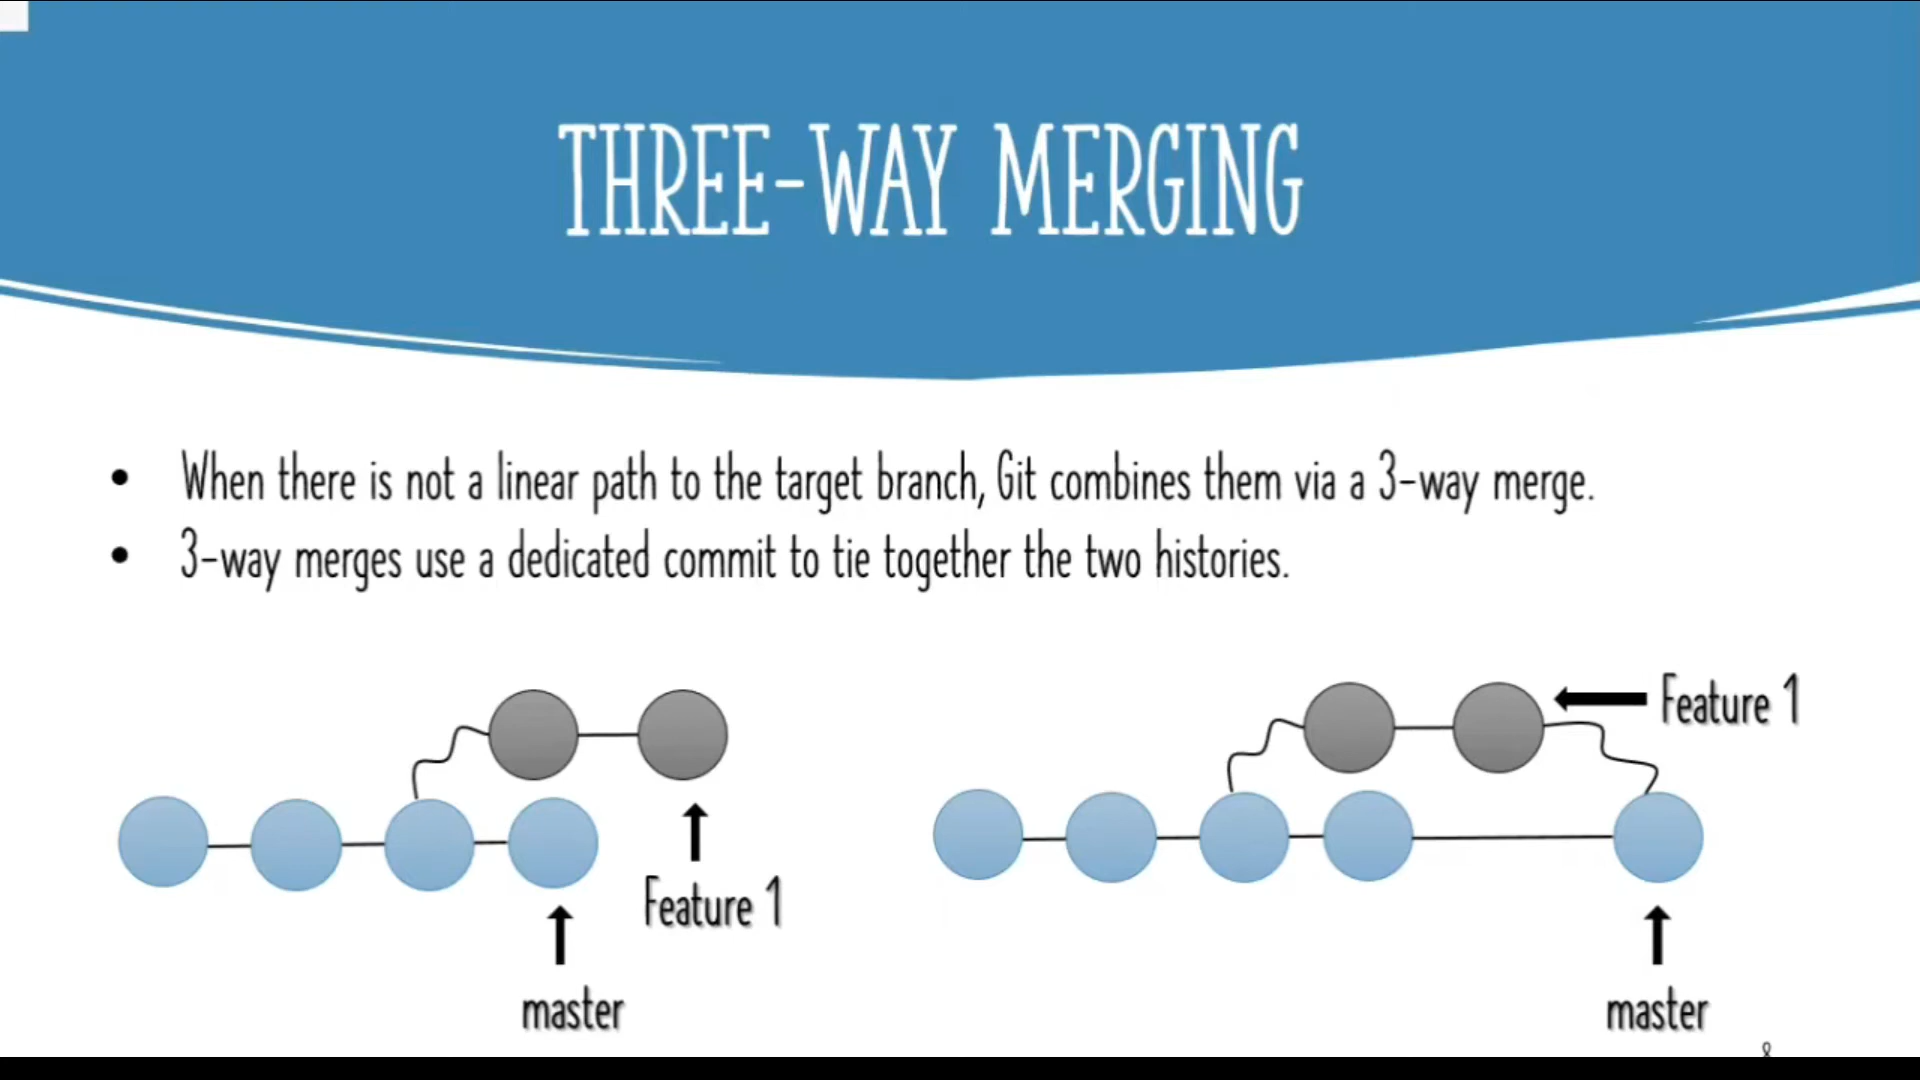 THREE-WAY MERGING
• When there is not a linear path to the target branch, Git combines them via a 3-way merge.
• 3-way merges use a dedicated commit to tie together the two histories.
Feature 1
master
Feature 1
master
8